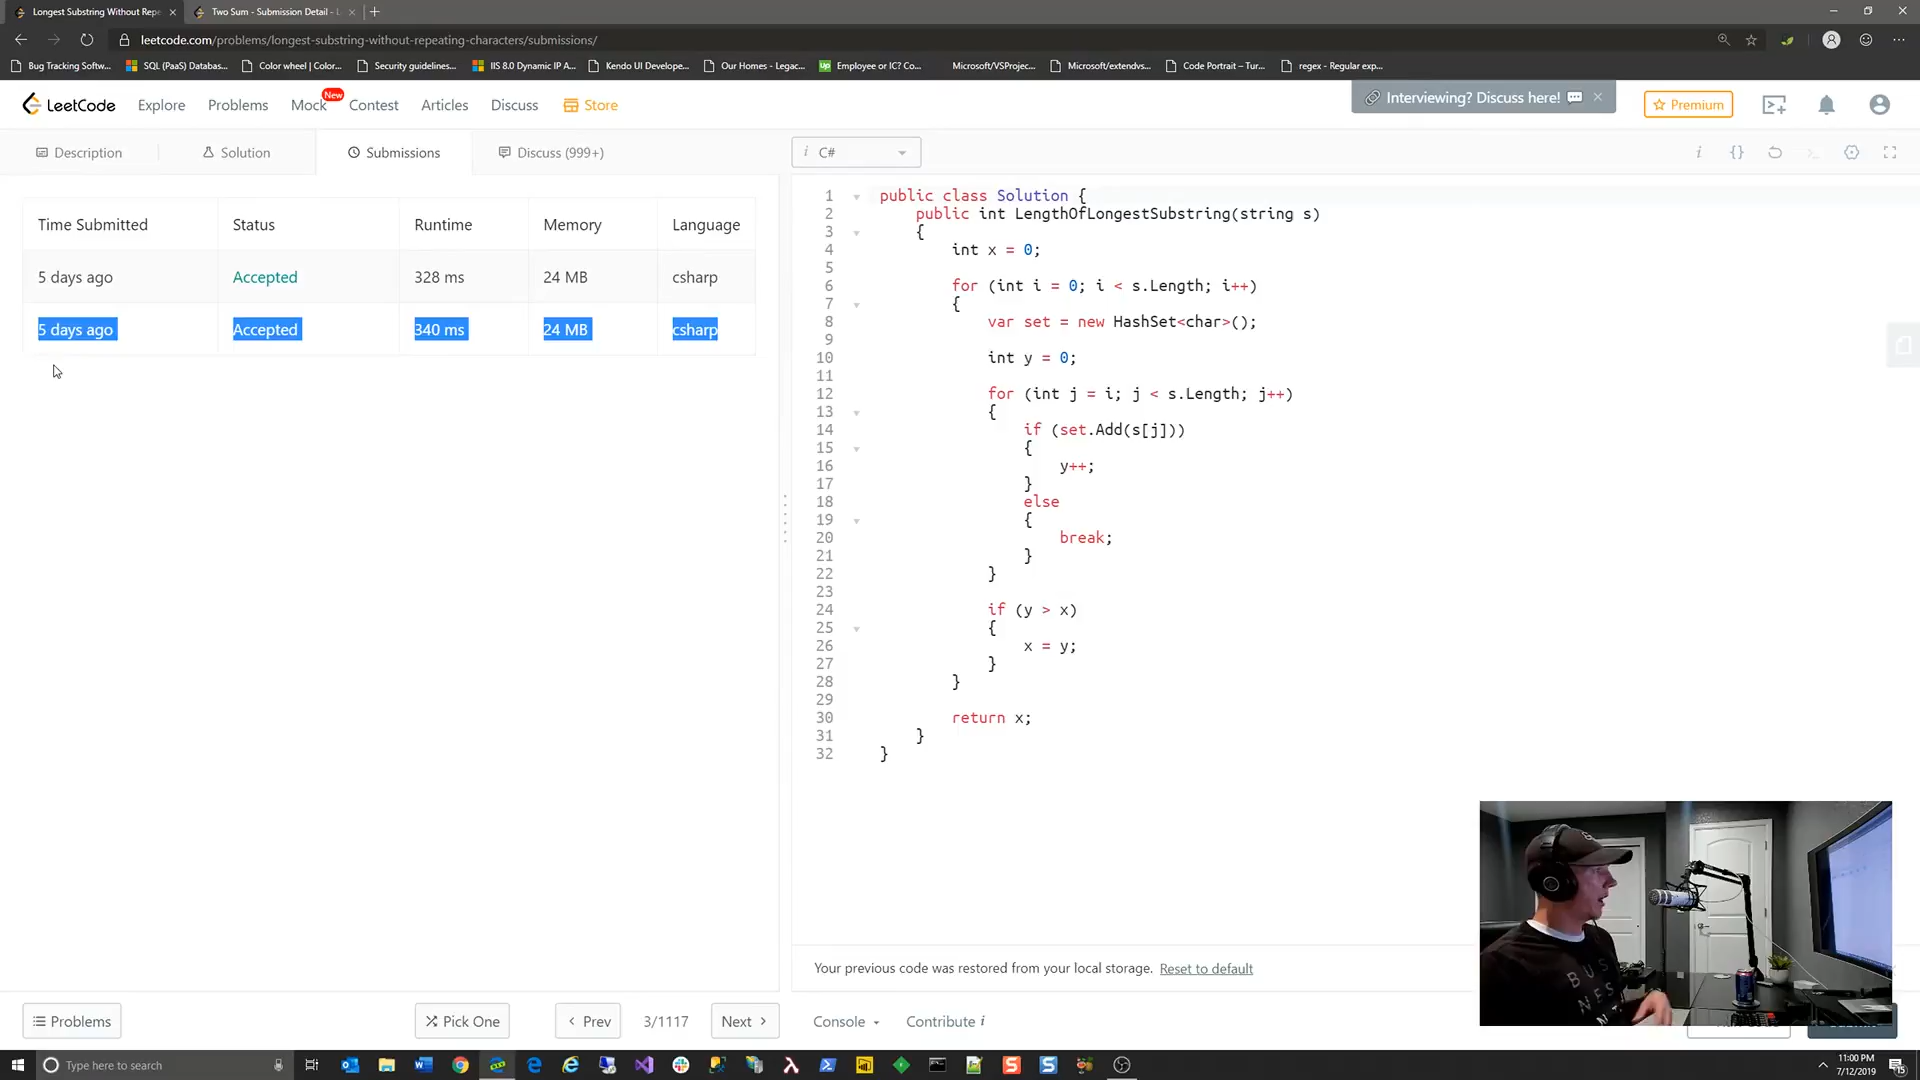 Longest Substring Without Repe
Two Sum - Submission Detail - L
leetcode.com/problems/longest-substring-without-repeating-characters/submissions/
Bug Tracking Softw...
SQL (PaaS) Databas...
Color wheel | Color...
Security guidelines...
IIS 8.0 Dynamic IP A...
Kendo UI Develope...
Our Homes - Legac...
Employee or IC? Co...
Microsoft/VSProjec...
Microsoft/extendvs...
Code Portrait – Tur...
regex - Regular exp...
LeetCode
Explore
Problems
Mock
New
Contest
Articles
Discuss
Store
Interviewing? Discuss here!
Premium
Description
Solution
Submissions
Discuss (999+)
i C#
Time Submitted Status Runtime Memory Language
5 days ago Accepted 328 ms 24 MB csharp
5 days ago Accepted 340 ms 24 MB csharp
1 public class Solution {
2 public int LengthOfLongestSubstring(string s)
3 {
4 int x = 0;
5
6 for (int i = 0; i < s.Length; i++)
7 {
8 var set = new HashSet<char>();
9
10 int y = 0;
11
12 for (int j = i; j < s.Length; j++)
13 {
14 if (set.Add(s[j]))
15 {
16 y++;
17 }
18 else
19 {
20 break;
21 }
22 }
23
24 if (y > x)
25 {
26 x = y;
27 }
28 }
29
30 return x;
31 }
32 }
Your previous code was restored from your local storage. Reset to default
Problems
Pick One
Prev
3/1117
Next
Console
Contribute i
Type here to search
11:00 PM
7/12/2019